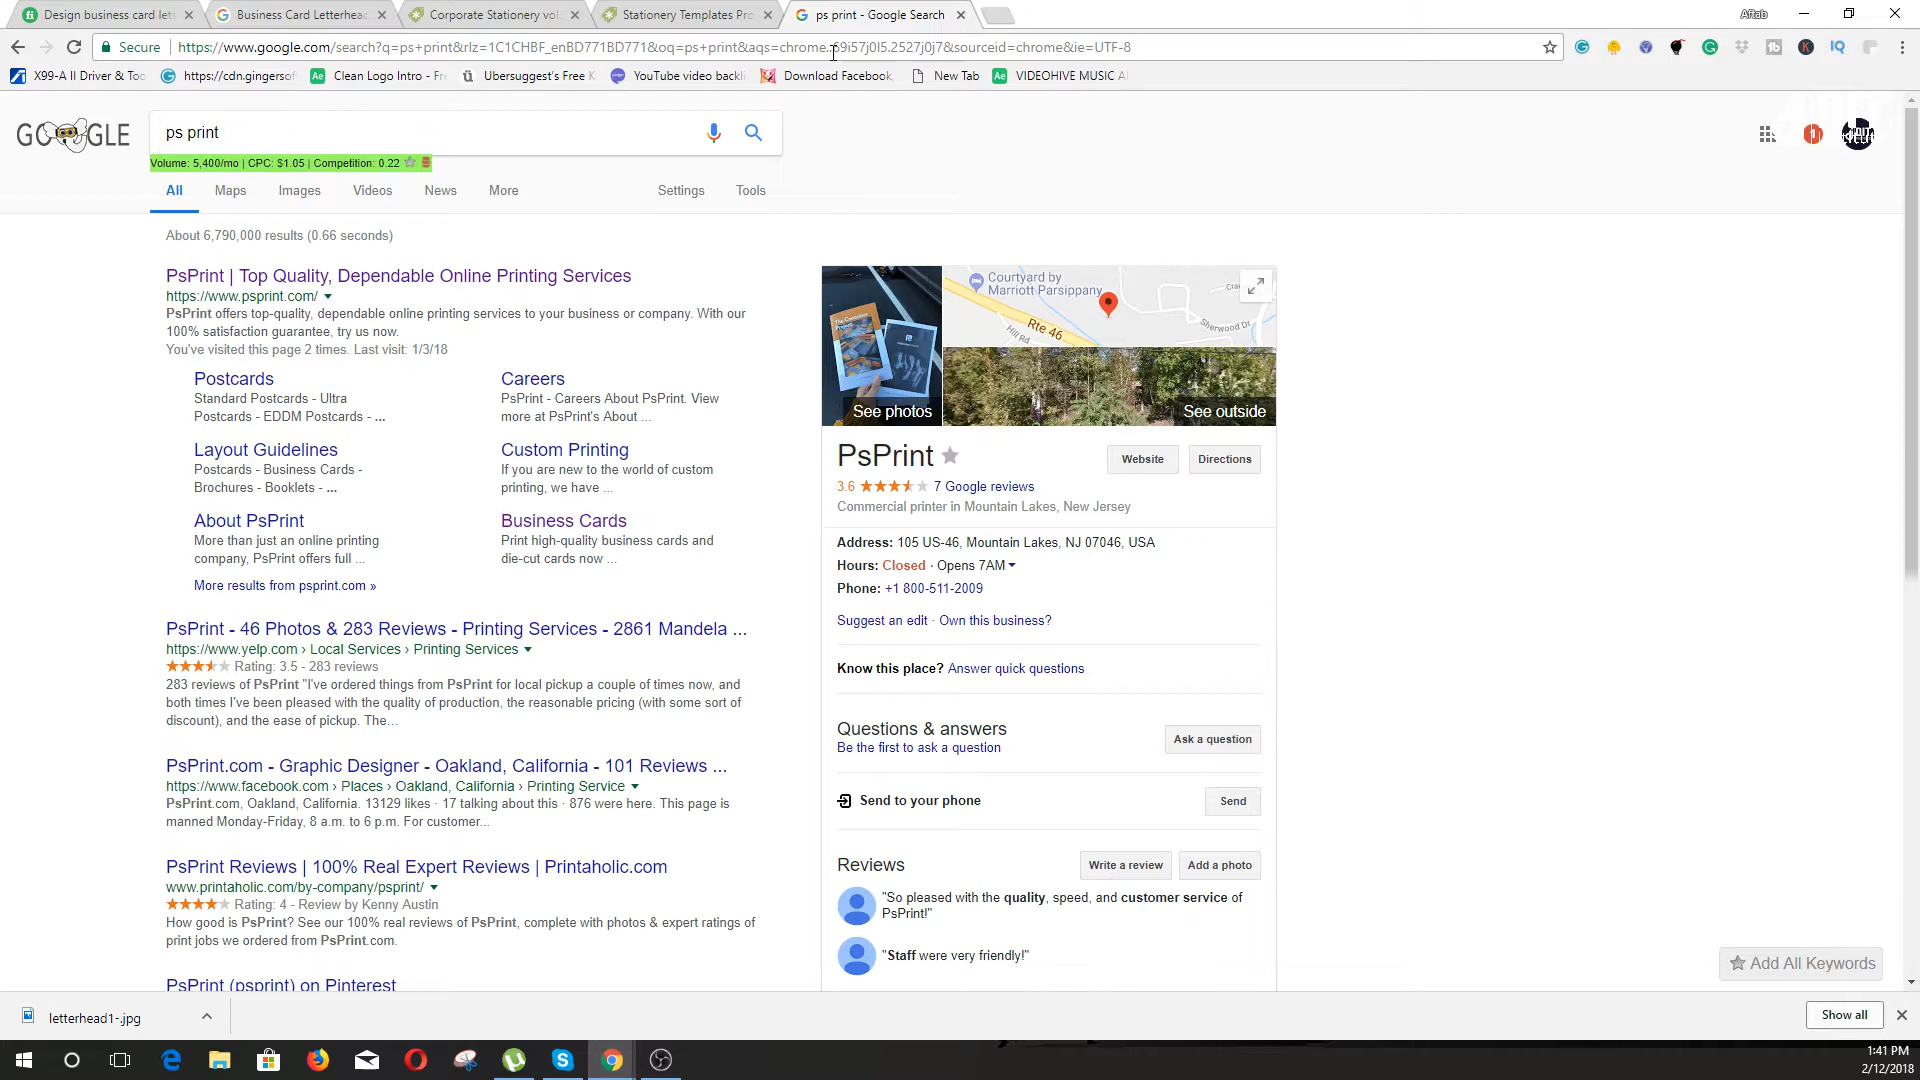 Design business card lett
Business Card Letterhead
Corporate Stationery vol.
Stationery Templates Pro
ps print - Google Search
Aftab
Secure
https://www.google.com/search?q=ps+print&rlz=1C1CHBF_enBD771BD771&oq=ps+print&aqs=chrome..69i57j0l5.2527j0j7&sourceid=chrome&ie=UTF-8
X99-A II Driver & Too
https://cdn.gingersof
Clean Logo Intro - Fr
Ubersuggest's Free K
YouTube video backli
Download Facebook
New Tab
VIDEOHIVE MUSIC A
GOOGLE
ps print
1
Volume: 5,400/mo | CPC: $1.05 | Competition: 0.22
All
Maps
Images
Videos
News
More
Settings
Tools
About 6,790,000 results (0.66 seconds)
PsPrint | Top Quality, Dependable Online Printing Services
https://www.psprint.com/
PsPrint offers top-quality, dependable online printing services to your business or company. With our
100% satisfaction guarantee, try us now.
You've visited this page 2 times. Last visit: 1/3/18
Postcards
Standard Postcards - Ultra
Postcards - EDDM Postcards - ...
Careers
PsPrint - Careers About PsPrint. View
more at PsPrint's About ...
Layout Guidelines
Postcards - Business Cards -
Brochures - Booklets - ...
Custom Printing
If you are new to the world of custom
printing, we have ...
About PsPrint
More than just an online printing
company, PsPrint offers full ...
Business Cards
Print high-quality business cards and
die-cut cards now ...
More results from psprint.com »
PsPrint - 46 Photos & 283 Reviews - Printing Services - 2861 Mandela ...
https://www.yelp.com › Local Services › Printing Services
Rating: 3.5 - 283 reviews
283 reviews of PsPrint "I've ordered things from PsPrint for local pickup a couple of times now, and
both times I've been pleased with the quality of production, the reasonable pricing (with some sort of
discount), and the ease of pickup. The...
PsPrint.com - Graphic Designer - Oakland, California - 101 Reviews ...
https://www.facebook.com › Places › Oakland, California › Printing Service
PsPrint.com, Oakland, California. 13129 likes · 17 talking about this · 876 were here. This page is
manned Monday-Friday, 8 a.m. to 6 p.m. For customer...
PsPrint Reviews | 100% Real Expert Reviews | Printaholic.com
www.printaholic.com/by-company/psprint/
Rating: 4 - Review by Kenny Austin
How good is PsPrint? See our 100% real reviews of PsPrint, complete with photos & expert ratings of
print jobs we ordered from PsPrint.com.
PsPrint (psprint) on Pinterest
Courtyard by
Marriott Parsippany
Rte 46
Hill Rd
Sherwood Dr
See photos
See outside
PsPrint
Website
Directions
3.6
7 Google reviews
Commercial printer in Mountain Lakes, New Jersey
Address: 105 US-46, Mountain Lakes, NJ 07046, USA
Hours: Closed · Opens 7AM
Phone: +1 800-511-2009
Suggest an edit · Own this business?
Know this place? Answer quick questions
Questions & answers
Be the first to ask a question
Ask a question
Send to your phone
Send
Reviews
Write a review
Add a photo
"So pleased with the quality, speed, and customer service of
PsPrint!"
"Staff were very friendly!"
Add All Keywords
letterhead1-.jpg
Show all
1:41 PM
2/12/2018